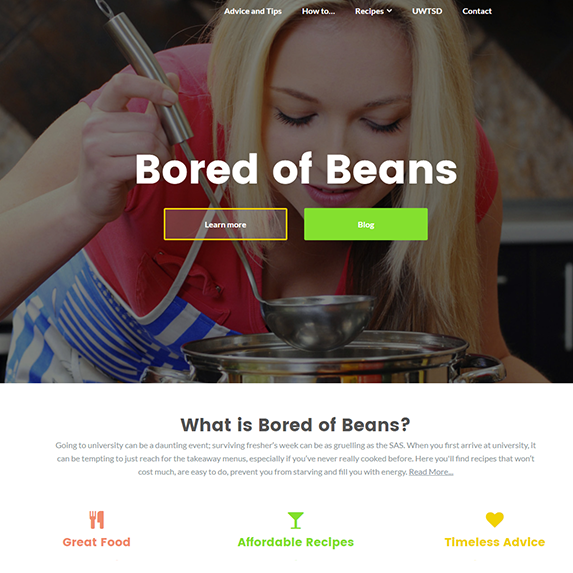 Advice and Tips How to... Recipes UWTSD Contact
Bored of Beans
Learn more Blog
What is Bored of Beans?
Going to university can be a daunting event; surviving fresher's week can be as gruelling as the SAS. When you first arrive at university, it
can be tempting to just reach for the takeaway menus, especially if you've never really cooked before. Here you'll find recipes that won't
cost much, are easy to do, prevent you from starving and fill you with energy. Read More...
Great Food Affordable Recipes Timeless Advice